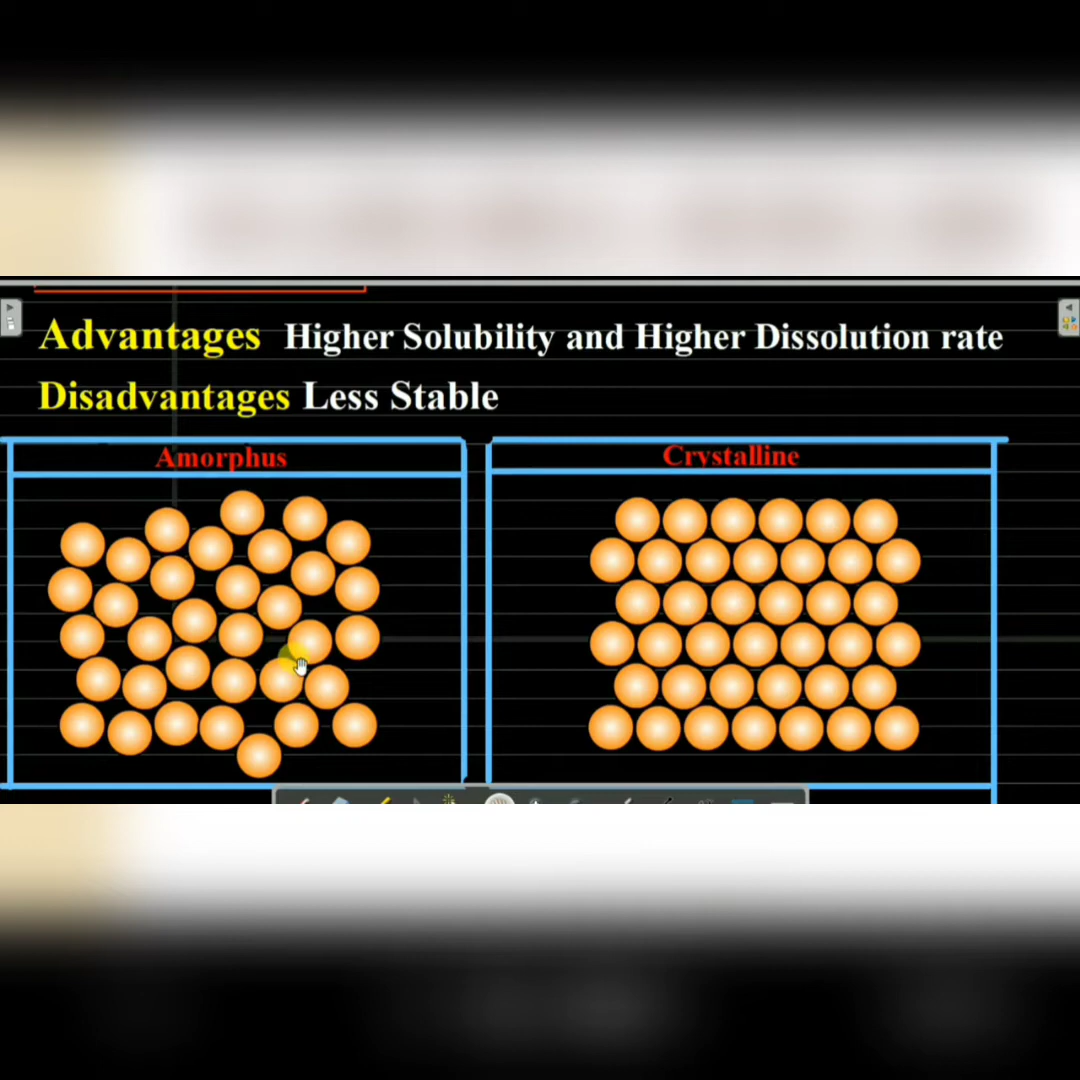 Advantages Higher Solubility and Higher Dissolution rate
Disadvantages Less Stable
Amorphus
Crystalline